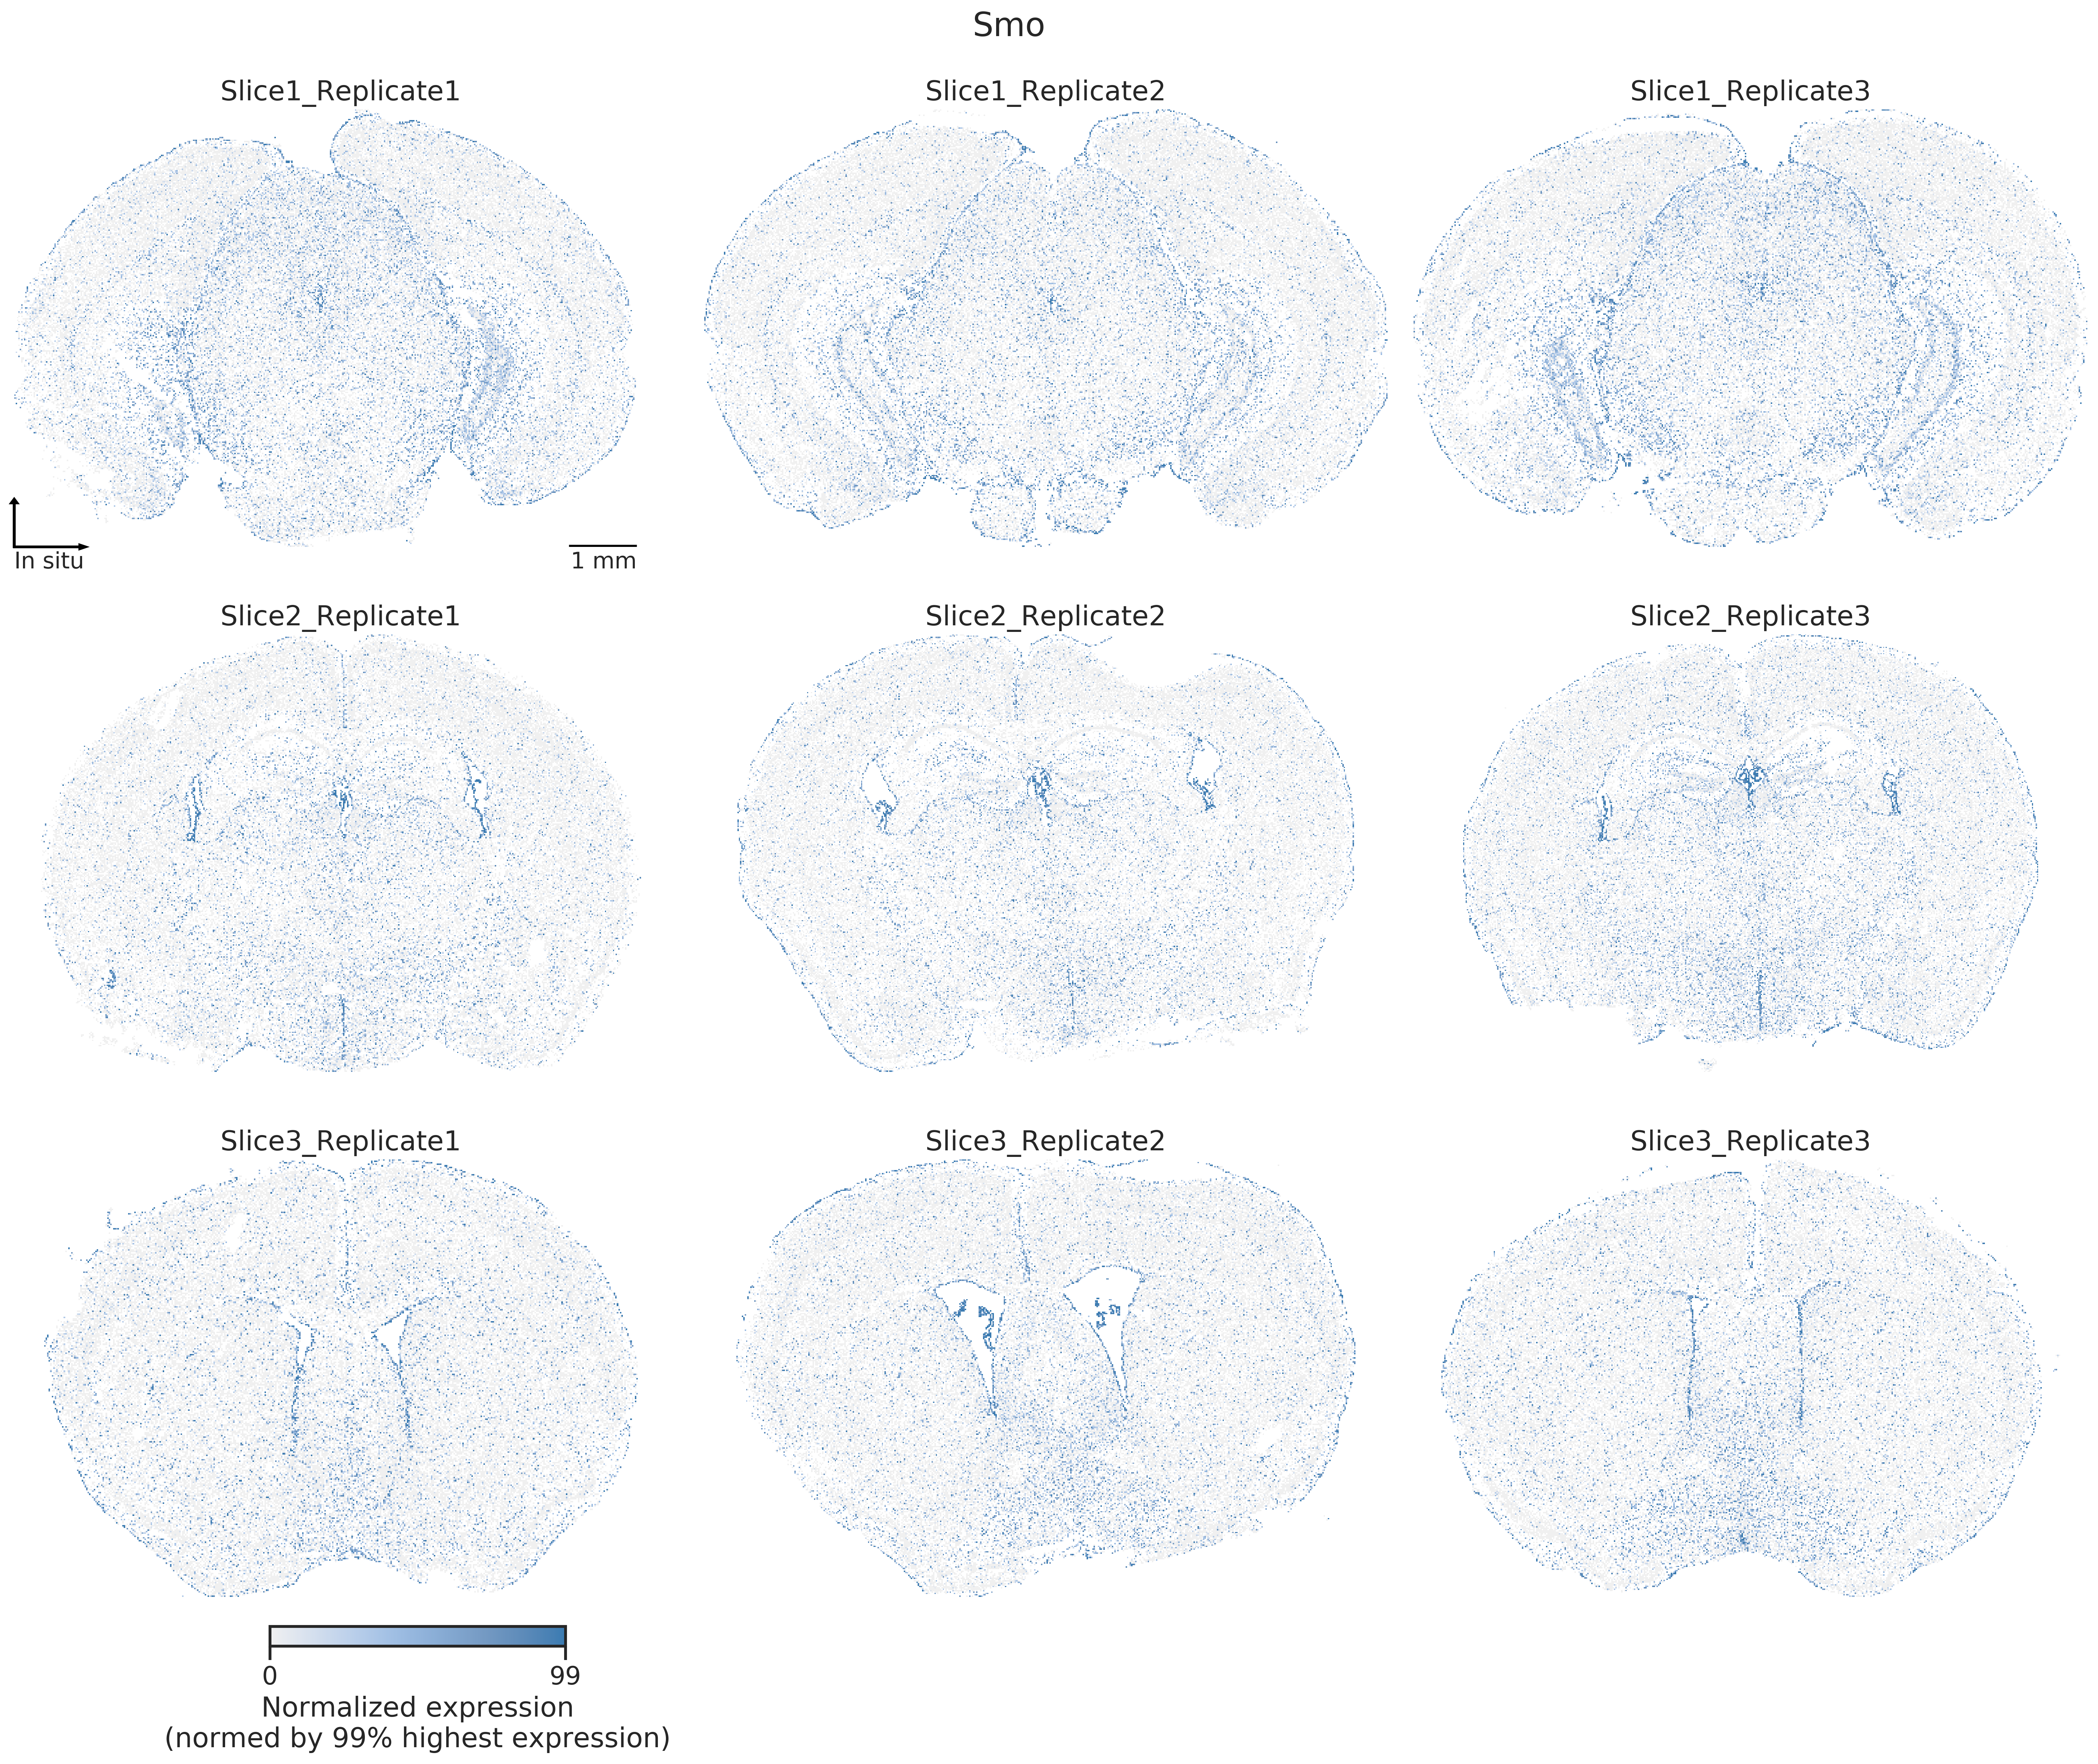 Smo
Slice1_Replicate1
Slice1_Replicate2
Slice1_Replicate3
In situ
1 mm
Slice2_Replicate1
Slice2_Replicate2
Slice2_Replicate3
Slice3_Replicate1
Slice3_Replicate2
Slice3_Replicate3
0
99
Normalized expression
(normed by 99% highest expression)